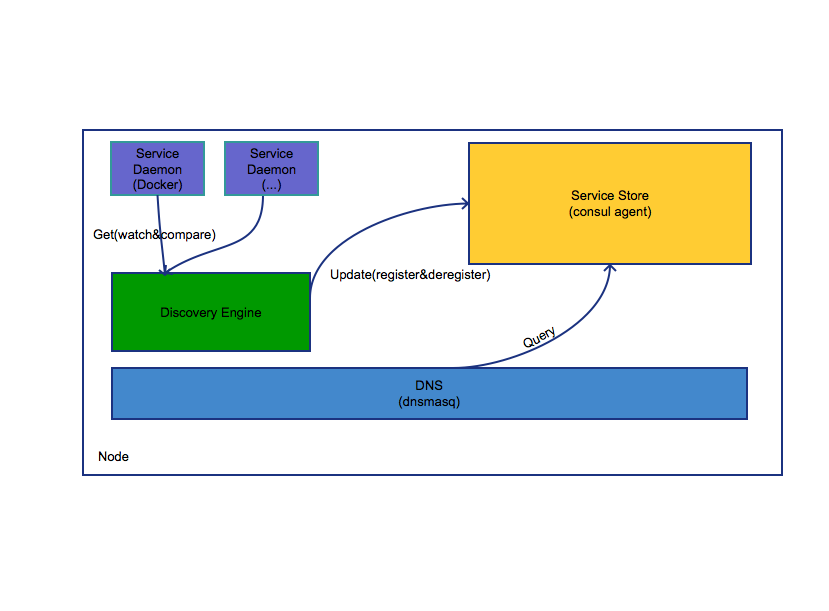 Service
Daemon
(Docker)
Service
Daemon
(...)
Service Store
(consul agent)
Get(watch&compare)
Update(register&deregister)
Discovery Engine
Query
DNS
(dnsmasq)
Node